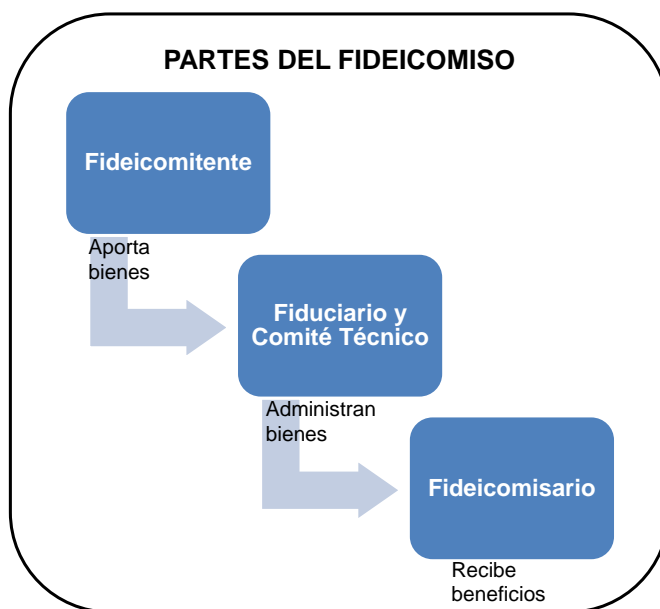 PARTES DEL FIDEICOMISO
Fideicomitente
Aporta
bienes
Fiduciario y
Comité Técnico
Administran
bienes
Fideicomisario
Recibe
beneficios